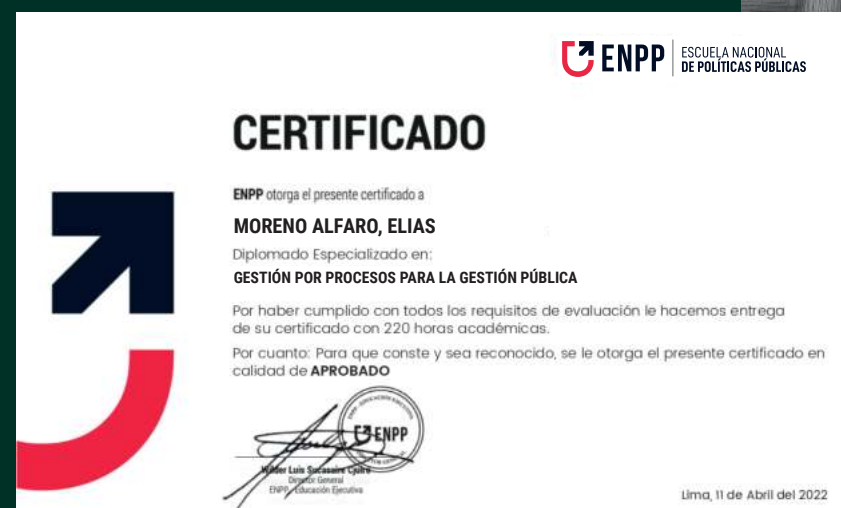 ENPP
ESCUELA NACIONAL
DE POLÍTICAS PÚBLICAS
CERTIFICADO
ENPP otorga el presente certificado a
MORENO ALFARO, ELIAS
Diplomado Especializado en:
GESTIÓN POR PROCESOS PARA LA GESTIÓN PÚBLICA
Por haber cumplido con todos los requisitos de evaluación le hacemos entrega
de su certificado con 220 horas académicas.
Por cuanto: Para que conste y sea reconocido, se le otorga el presente certificado en
calidad de APROBADO
ENPP
Wilder Luis Sucasaire
Director General
ENPP - Educación Ejecutiva
Lima, 11 de Abril del 2022